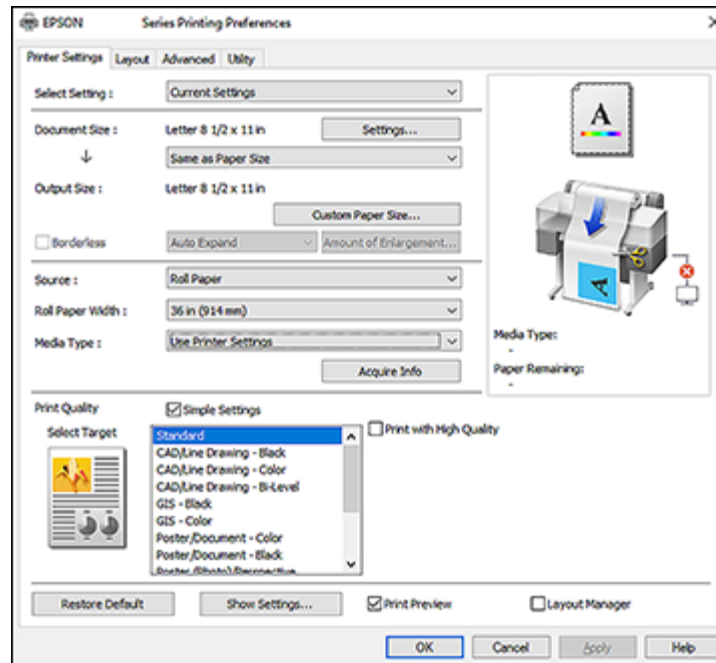 EPSON Series Printing Preferences
Printer Settings Layout Advanced Utility
Select Setting : Current Settings
A
Document Size : Letter 8 1/2 x 11 in Settings...
Same as Paper Size
Output Size : Letter 8 1/2 x 11 in
Custom Paper Size...
Borderless Auto Expand Amount of Enlargement...
A
Source : Roll Paper
Roll Paper Width : 36 in (914 mm)
Media Type : Use Printer Settings
Media Type:
-
Acquire Info
Paper Remaining:
-
Print Quality Simple Settings
Select Target
Standard
Print with High Quality
CAD/Line Drawing - Black
CAD/Line Drawing - Color
CAD/Line Drawing - Bi-Level
GIS - Black
GIS - Color
Poster/Document - Color
Poster/Document - Black
Poster (Photo)/Perspective
Restore Default Show Settings... Print Preview Layout Manager
OK Cancel Apply Help